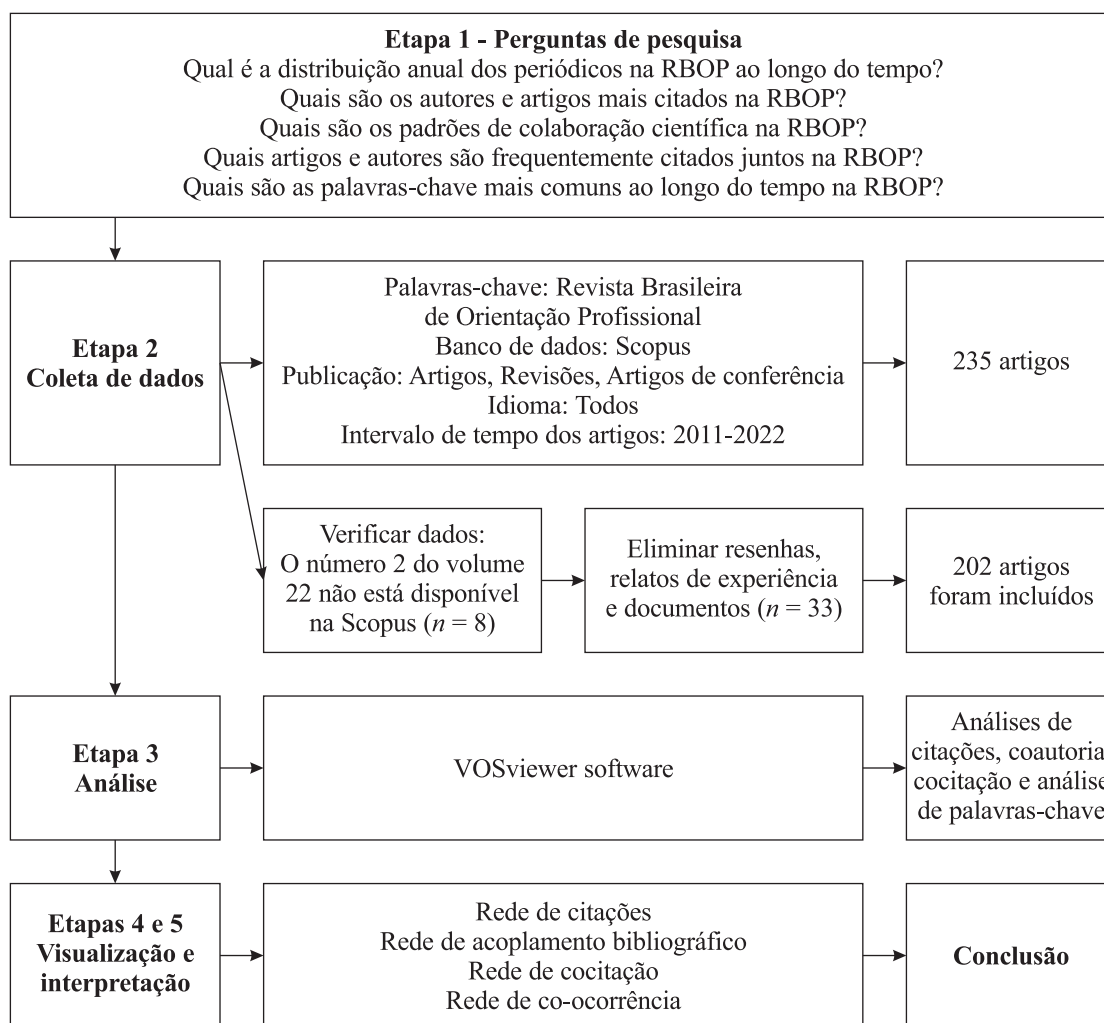 Etapa 1 - Perguntas de pesquisa
Qual é a distribuição anual dos periódicos na RBOP ao longo do tempo?
Quais são os autores e artigos mais citados na RBOP?
Quais são os padrões de colaboração científica na RBOP?
Quais artigos e autores são frequentemente citados juntos na RBOP?
Quais são as palavras-chave mais comuns ao longo do tempo na RBOP?
Etapa 2
Coleta de dados
Palavras-chave: Revista Brasileira
de Orientação Profissional
Banco de dados: Scopus
Publicação: Artigos, Revisões, Artigos de conferência
Idioma: Todos
Intervalo de tempo dos artigos: 2011-2022
235 artigos
Verificar dados:
O número 2 do volume
22 não está disponível
na Scopus (n = 8)
Eliminar resenhas,
relatos de experiência
e documentos (n = 33)
202 artigos
foram incluídos
Etapa 3
Análise
VOSviewer software
Análises de
citações, coautoria,
cocitação e análise
de palavras-chave
Etapas 4 e 5
Visualização e
interpretação
Rede de citações
Rede de acoplamento bibliográfico
Rede de cocitação
Rede de co-ocorrência
Conclusão